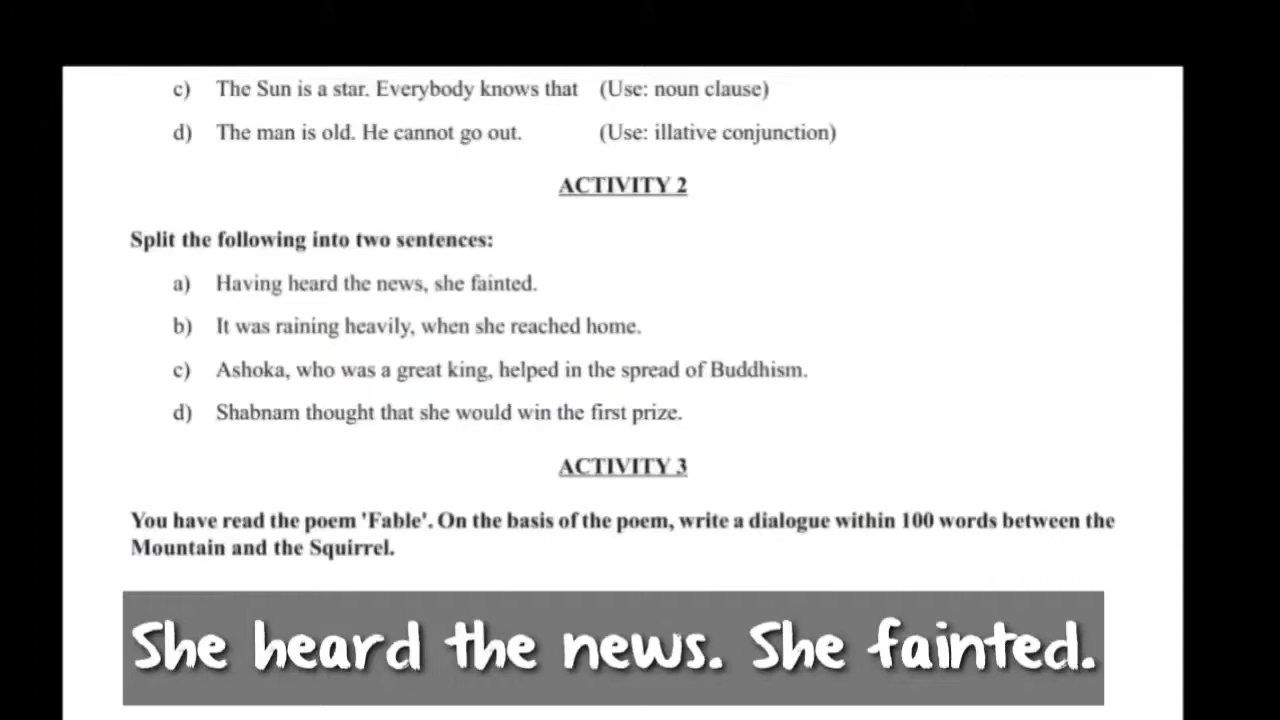 c) The Sun is a star. Everybody knows that (Use: noun clause)
d) The man is old. He cannot go out. (Use: illative conjunction)
ACTIVITY 2
Split the following into two sentences:
a) Having heard the news, she fainted.
b) It was raining heavily, when she reached home.
c) Ashoka, who was a great king, helped in the spread of Buddhism.
d) Shabnam thought that she would win the first prize.
ACTIVITY 3
You have read the poem 'Fable'. On the basis of the poem, write a dialogue within 100 words between the
Mountain and the Squirrel.
She heard the news. She fainted.